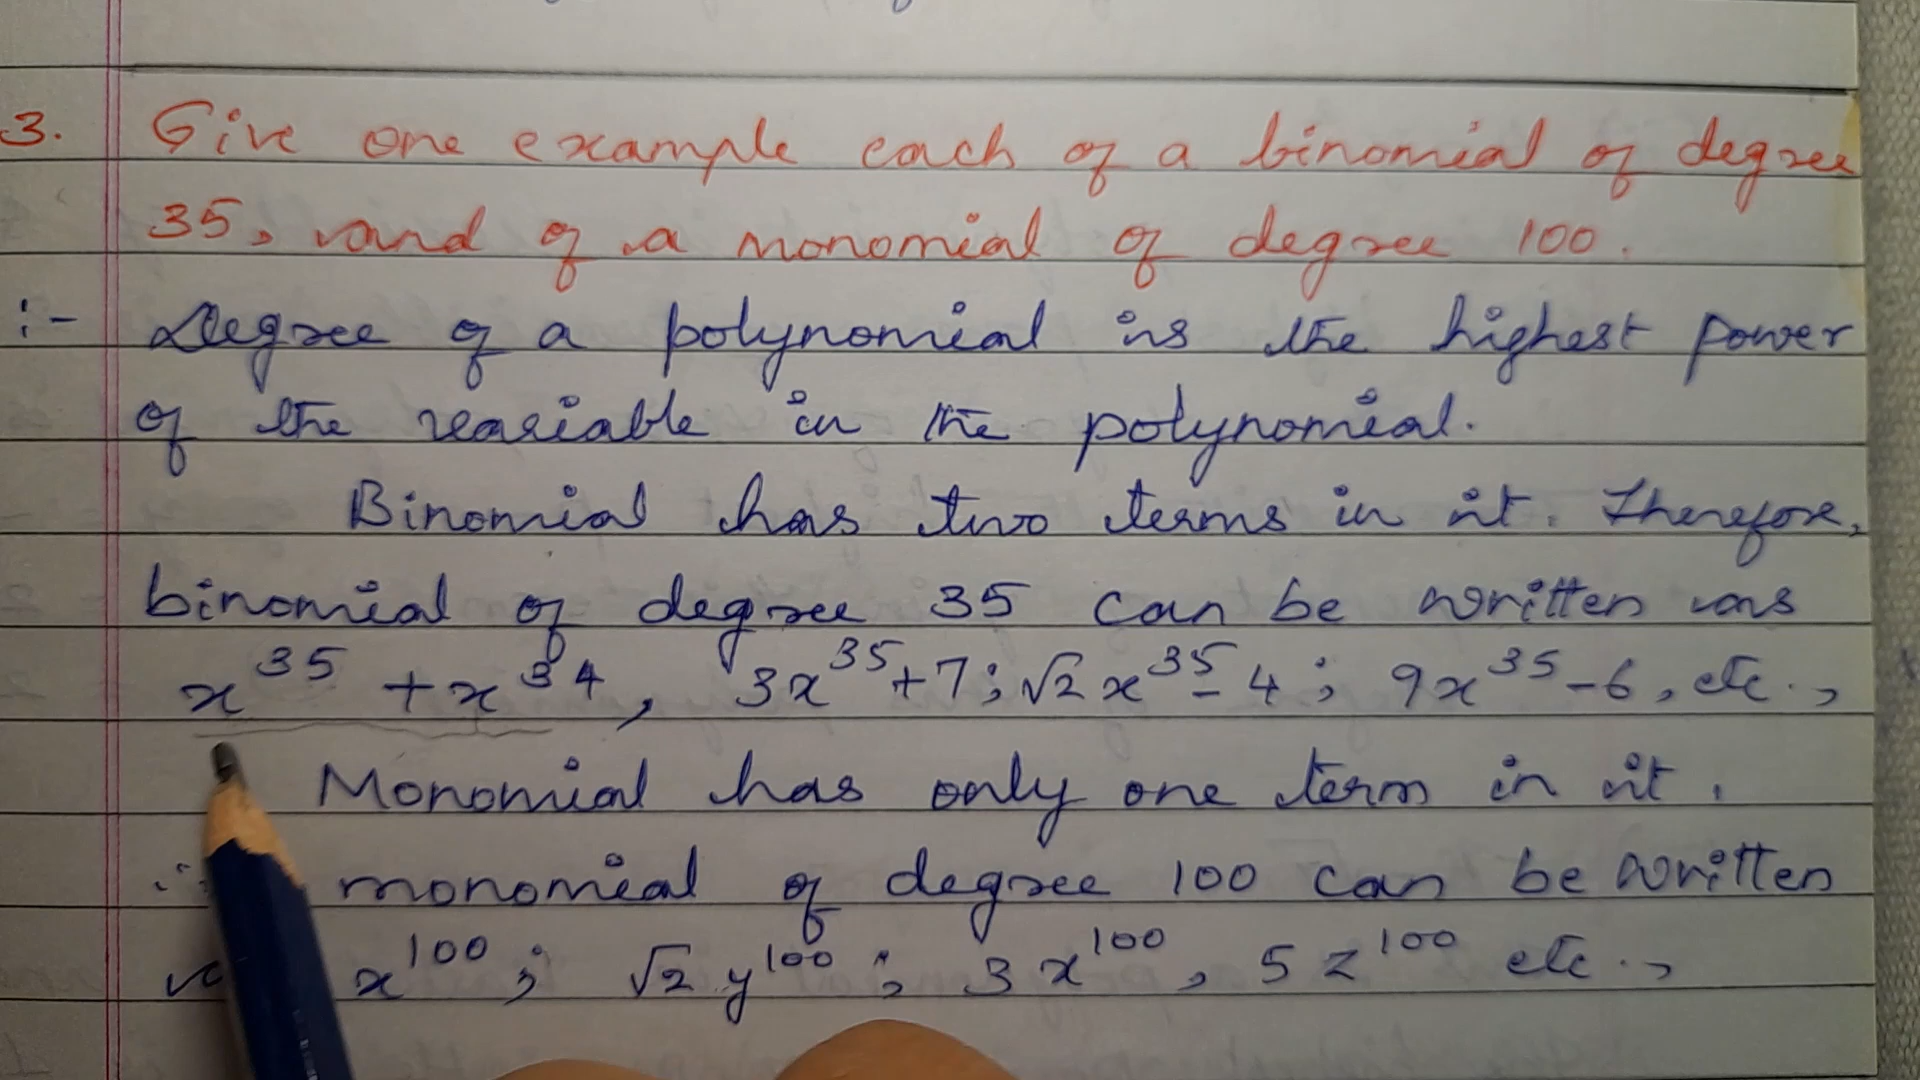 3. Give one example each of a binomial of degree
35, and of a monomial of degree 100.
:- Degree of a polynomial is the highest power
of the variable in the polynomial.
Binomial has two terms in it. Therefore,
binomial of degree 35 can be written as
x³⁵ + x³⁴, 3x³⁵+7; √2x³⁵-4; 9x³⁵-6, etc.,
Monomial has only one term in it.
∴ monomial of degree 100 can be written
x¹⁰⁰; √2 y¹⁰⁰; 3x¹⁰⁰, 5z¹⁰⁰ etc.,